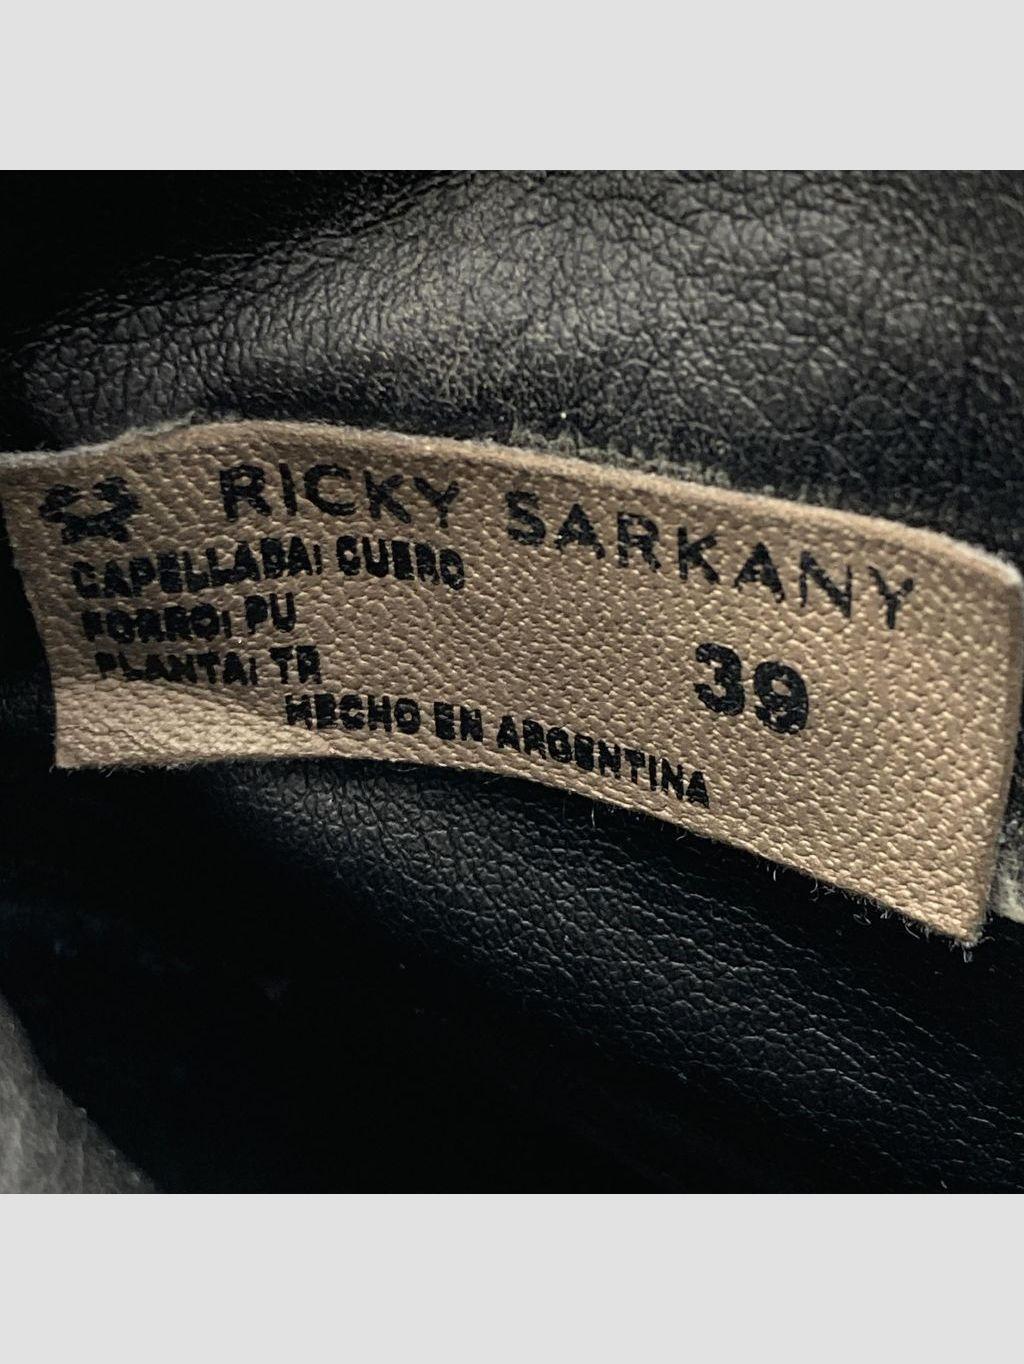 RICKY SARKANY
CAPELLADA: CUERO
FORRO: PU
PLANTA: TR
39
HECHO EN ARGENTINA